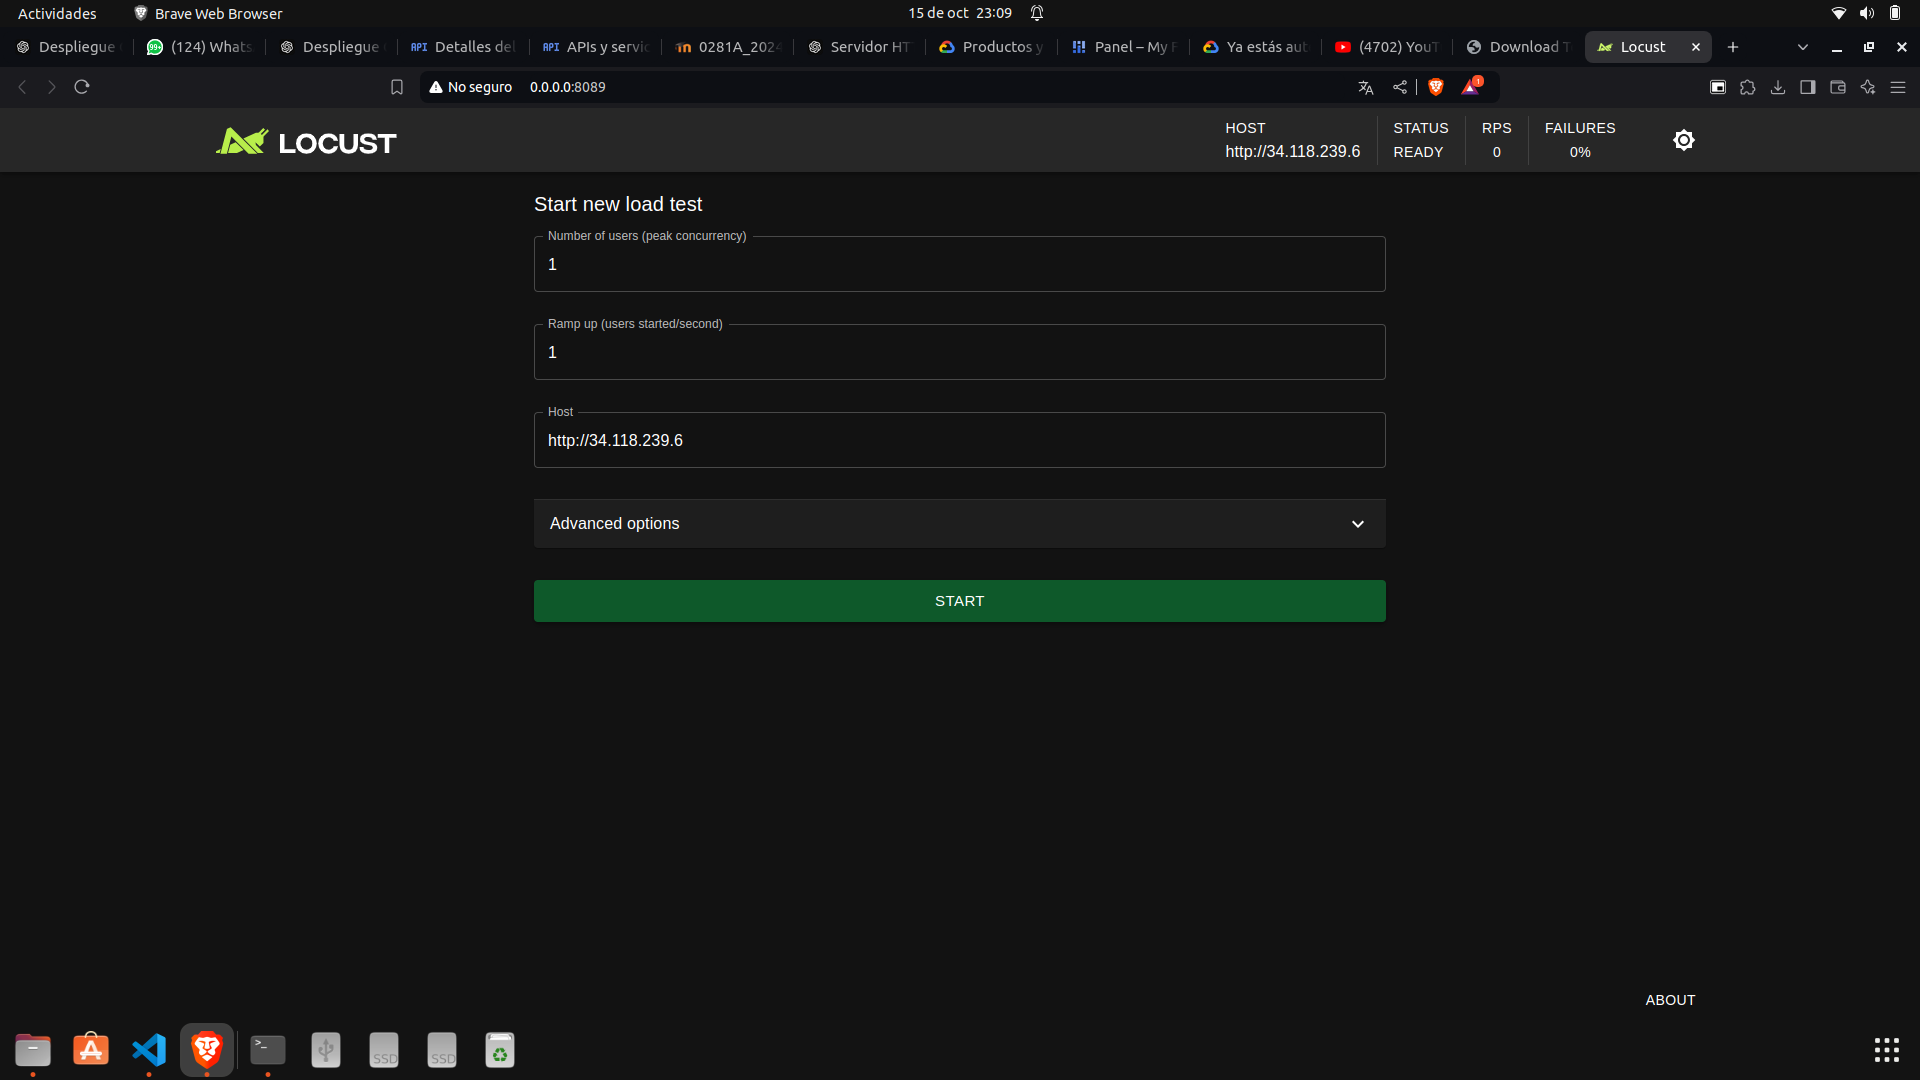 Actividades
Brave Web Browser
15 de oct 23:09
Despliegue
(124) Whats
Despliegue
API Detalles del
API APIs y servic
0281A_2024
Servidor HT
Productos y
Panel – My F
Ya estás aut
(4702) YouT
Download T
Locust
No seguro
0.0.0.0:8089
1
LOCUST
HOST
http://34.118.239.6
STATUS
READY
RPS
0
FAILURES
0%
Start new load test
Number of users (peak concurrency)
1
Ramp up (users started/second)
1
Host
http://34.118.239.6
Advanced options
START
ABOUT
SSD
SSD